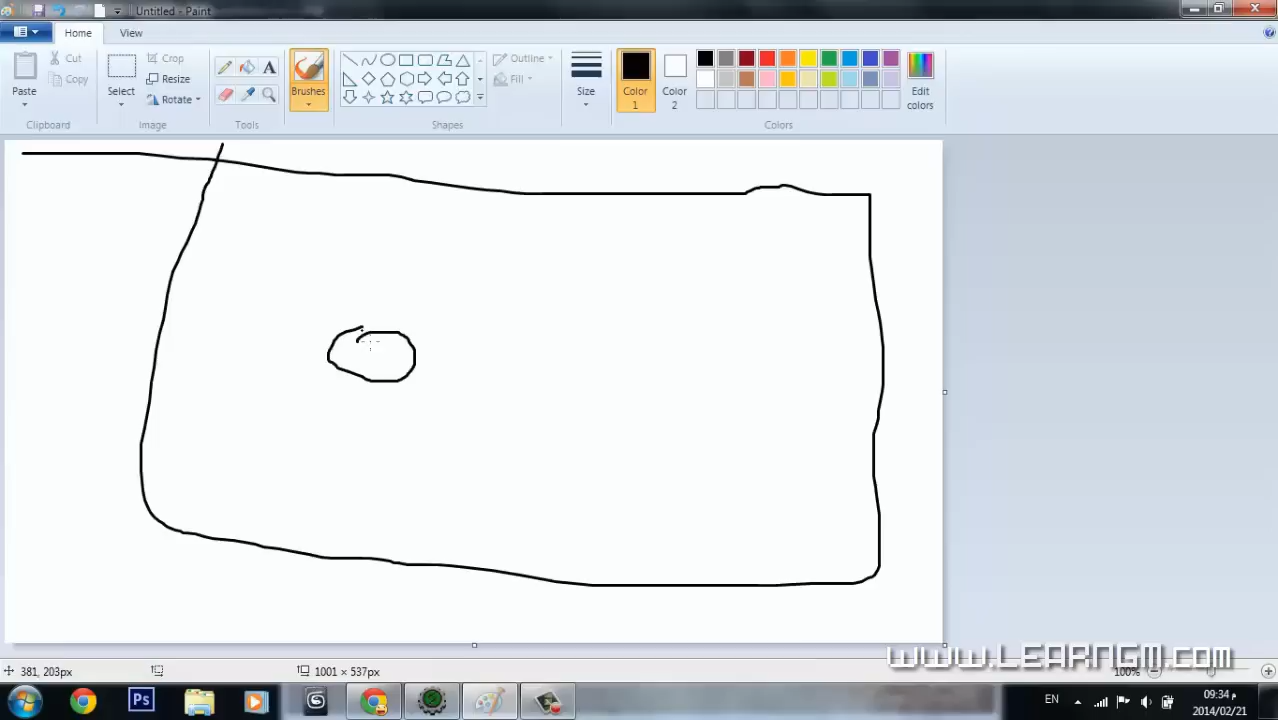 Untitled - Paint
Home View
Paste Cut Copy Select Crop Resize Rotate A Brushes Outline Fill Size Color 1 Color 2 Edit colors
Clipboard Image Tools Shapes Colors
381, 203px 1001 × 537px 100%
www.LEARNGM.com
Ps EN 09:34 م
2014/02/21